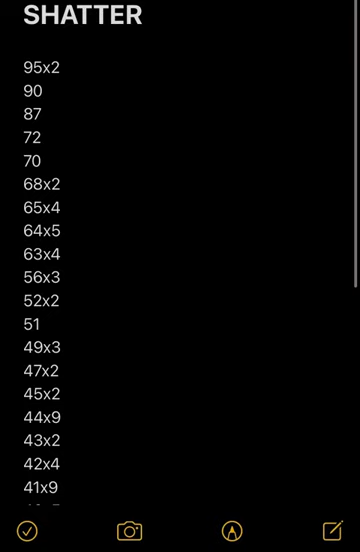 SHATTER
95x2
90
87
72
70
68x2
65x4
64x5
63x4
56x3
52x2
51
49x3
47x2
45x2
44x9
43x2
42x4
41x9